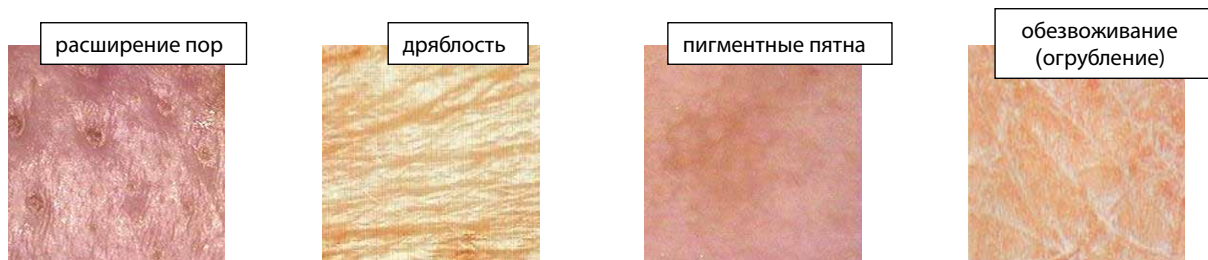 расширение пор
дряблость
пигментные пятна
обезвоживание
(огрубление)